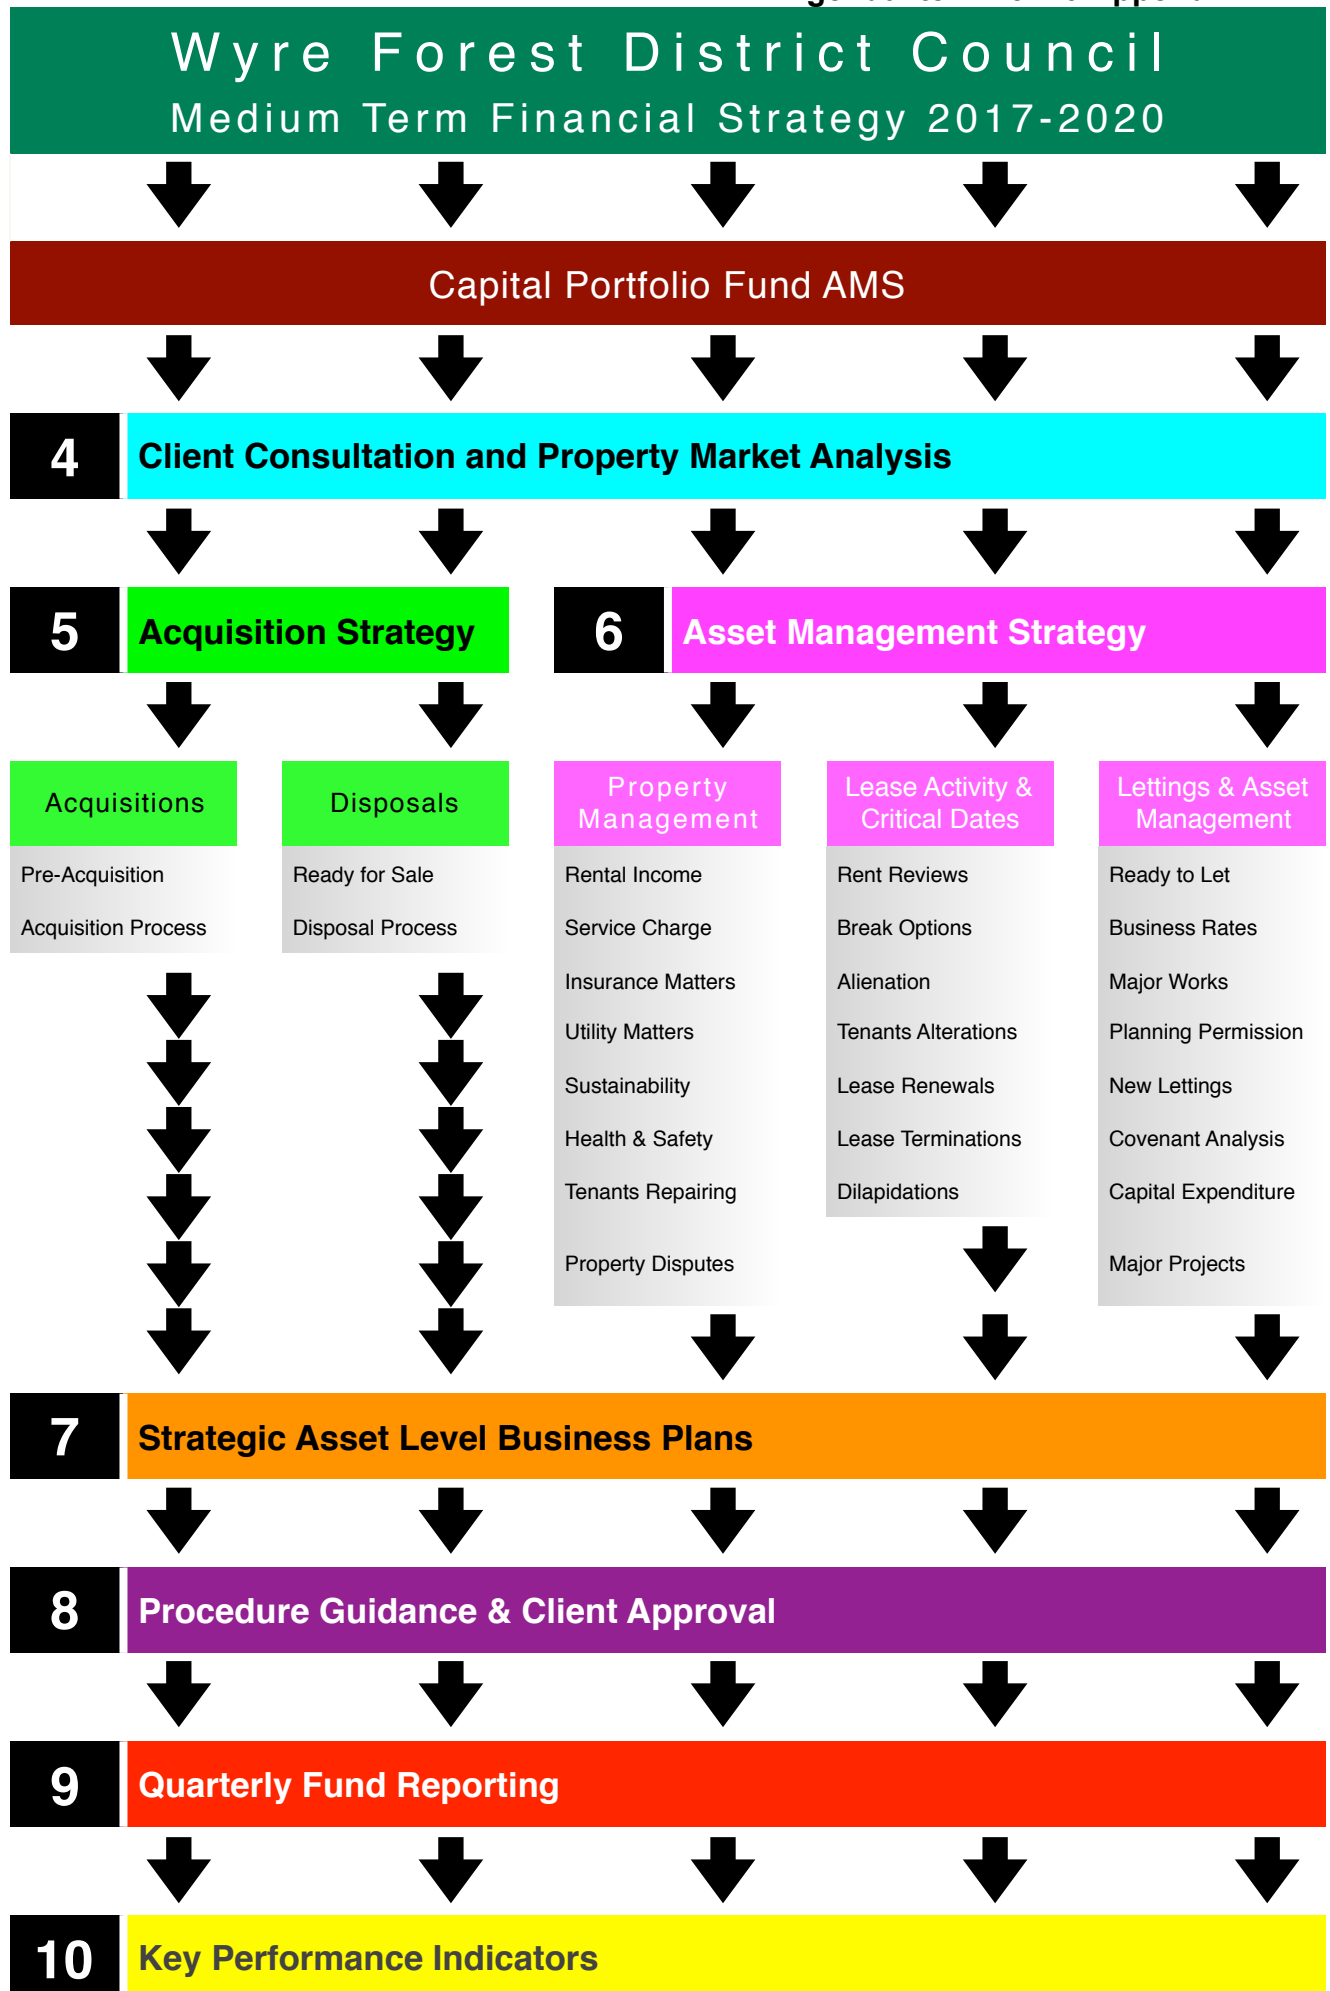 Wyre Forest District Council
Medium Term Financial Strategy 2017-2020
Capital Portfolio Fund AMS
4 Client Consultation and Property Market Analysis
5 Acquisition Strategy
6 Asset Management Strategy
Acquisitions
Pre-Acquisition
Acquisition Process
Disposals
Ready for Sale
Disposal Process
Property
Management
Rental Income
Service Charge
Insurance Matters
Utility Matters
Sustainability
Health & Safety
Tenants Repairing
Property Disputes
Lease Activity &
Critical Dates
Rent Reviews
Break Options
Alienation
Tenants Alterations
Lease Renewals
Lease Terminations
Dilapidations
Lettings & Asset
Management
Ready to Let
Business Rates
Major Works
Planning Permission
New Lettings
Covenant Analysis
Capital Expenditure
Major Projects
7 Strategic Asset Level Business Plans
8 Procedure Guidance & Client Approval
9 Quarterly Fund Reporting
10 Key Performance Indicators